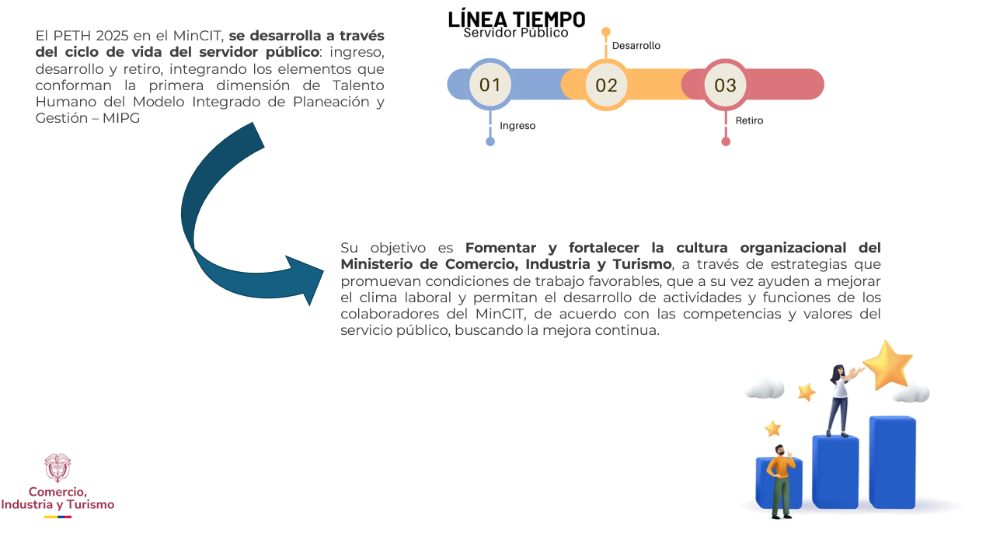 El PETH 2025 en el MinCIT, se desarrolla a través
del ciclo de vida del servidor público: ingreso,
desarrollo y retiro, integrando los elementos que
conforman la primera dimensión de Talento
Humano del Modelo Integrado de Planeación y
Gestión – MIPG
LÍNEA TIEMPO
Servidor Público
Desarrollo
01
02
03
Ingreso
Retiro
Su objetivo es Fomentar y fortalecer la cultura organizacional del
Ministerio de Comercio, Industria y Turismo, a través de estrategias que
promuevan condiciones de trabajo favorables, que a su vez ayuden a mejorar
el clima laboral y permitan el desarrollo de actividades y funciones de los
colaboradores del MinCIT, de acuerdo con las competencias y valores del
servicio público, buscando la mejora continua.
Comercio,
Industria y Turismo